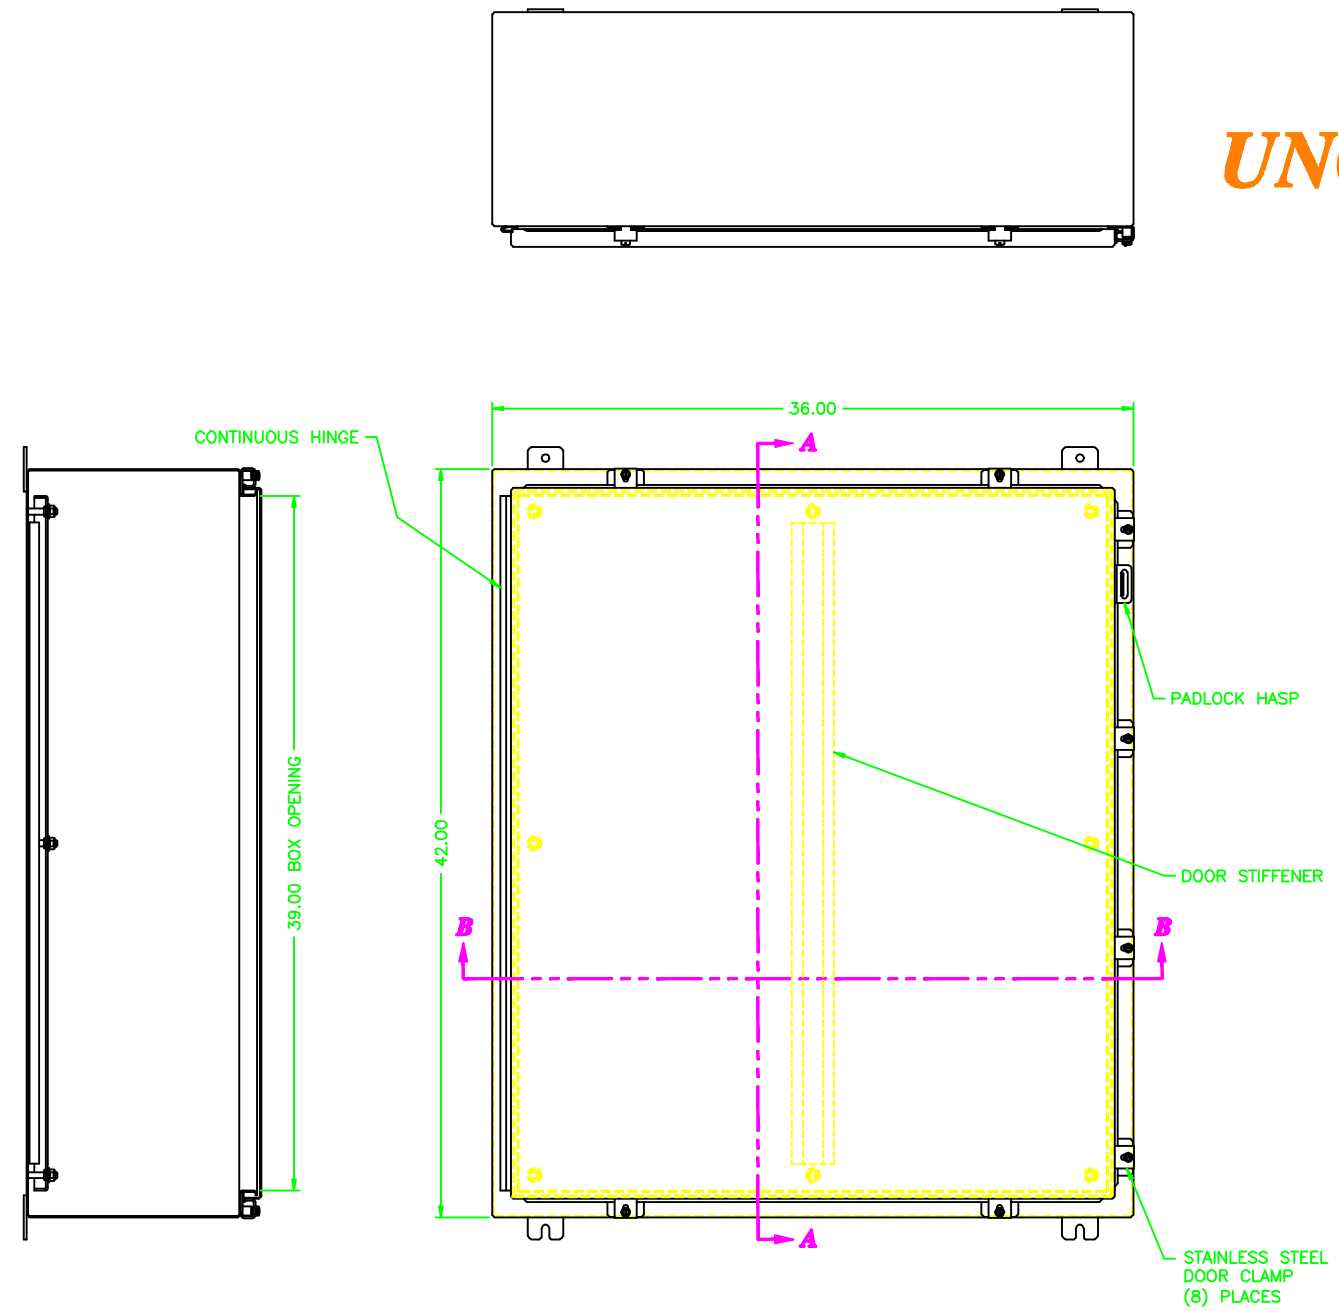 36.00
A
CONTINUOUS HINGE
PADLOCK HASP
39.00 BOX OPENING
42.00
DOOR STIFFENER
B
B
A
STAINLESS STEEL
DOOR CLAMP
(8) PLACES